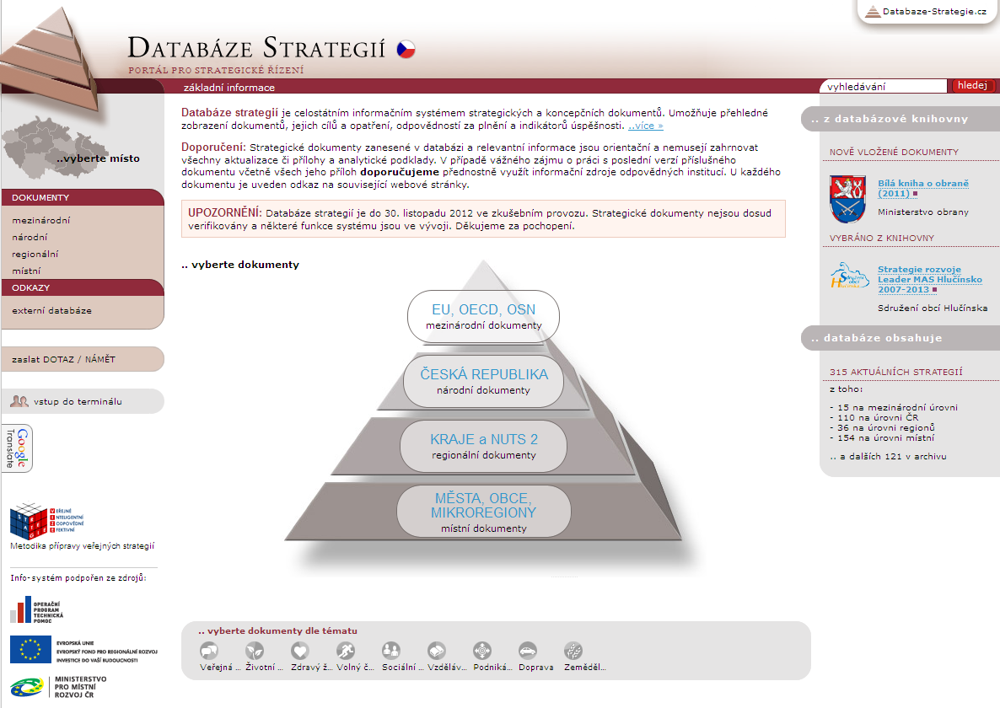 Databaze-Strategie.cz
DATABÁZE STRATEGIÍ
PORTÁL PRO STRATEGICKÉ ŘÍZENÍ
základní informace
vyhledávání
hledej
..vyberte místo
DOKUMENTY
mezinárodní
národní
regionální
místní
ODKAZY
externí databáze
zaslat DOTAZ / NÁMĚT
vstup do terminálu
Google
Translate
STRATEGIE
VEŘEJNÉ
INTELIGENTNÍ
ODPOVĚDNÉ
EFEKTIVNÍ
Metodika přípravy veřejných strategií
Info-systém podpořen ze zdrojů:
OPERAČNÍ
PROGRAM
TECHNICKÁ
POMOC
EVROPSKÁ UNIE
EVROPSKÝ FOND PRO REGIONÁLNÍ ROZVOJ
INVESTICE DO VAŠÍ BUDOUCNOSTI
MINISTERSTVO
PRO MÍSTNÍ
ROZVOJ ČR
Databáze strategií je celostátním informačním systémem strategických a koncepčních dokumentů. Umožňuje přehledné
zobrazení dokumentů, jejich cílů a opatření, odpovědností za plnění a indikátorů úspěšnosti. ..více »
Doporučení: Strategické dokumenty zanesené v databázi a relevantní informace jsou orientační a nemusejí zahrnovat
všechny aktualizace či přílohy a analytické podklady. V případě vážného zájmu o práci s poslední verzí příslušného
dokumentu včetně všech jeho příloh doporučujeme přednostně využít informační zdroje odpovědných institucí. U každého
dokumentu je uveden odkaz na související webové stránky.
UPOZORNĚNÍ: Databáze strategií je do 30. listopadu 2012 ve zkušebním provozu. Strategické dokumenty nejsou dosud
verifikovány a některé funkce systému jsou ve vývoji. Děkujeme za pochopení.
.. vyberte dokumenty
EU, OECD, OSN
mezinárodní dokumenty
ČESKÁ REPUBLIKA
národní dokumenty
KRAJE a NUTS 2
regionální dokumenty
MĚSTA, OBCE,
MIKROREGIONY
místní dokumenty
.. vyberte dokumenty dle tématu
Veřejná ... Životní ... Zdravý ž... Volný č... Sociální ... Vzděláv... Podniká... Doprava Zeměděl...
.. z databázové knihovny
NOVĚ VLOŽENÉ DOKUMENTY
Bílá kniha o obraně
(2011)
Ministerstvo obrany
VYBRÁNO Z KNIHOVNY
Sdružení
obcí
Hlučínska
Strategie rozvoje
Leader MAS Hlučínsko
2007-2013
Sdružení obcí Hlučínska
.. databáze obsahuje
315 AKTUÁLNÍCH STRATEGIÍ
z toho:
- 15 na mezinárodní úrovni
- 110 na úrovni ČR
- 36 na úrovni regionů
- 154 na úrovni místní
.. a dalších 121 v archivu